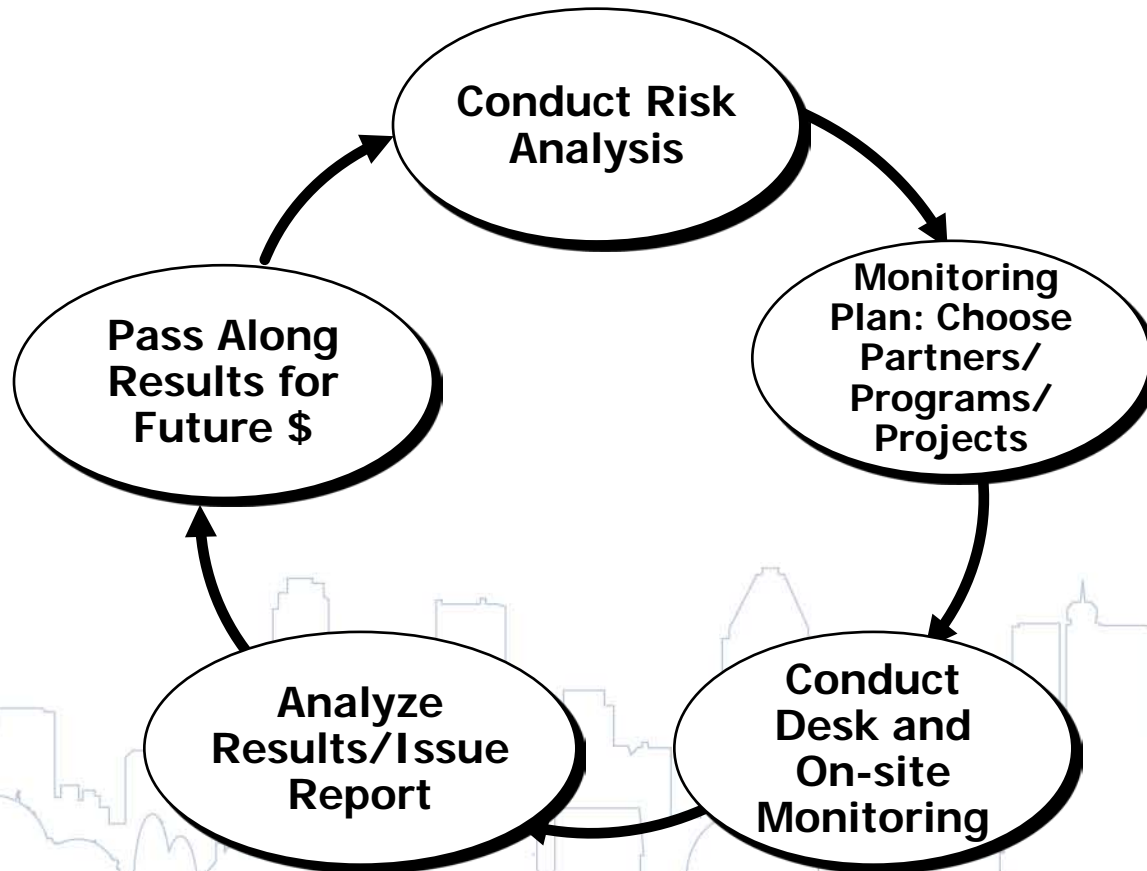 Conduct Risk
Analysis
Monitoring
Plan: Choose
Partners/
Programs/
Projects
Conduct
Desk and
On-site
Monitoring
Analyze
Results/Issue
Report
Pass Along
Results for
Future $